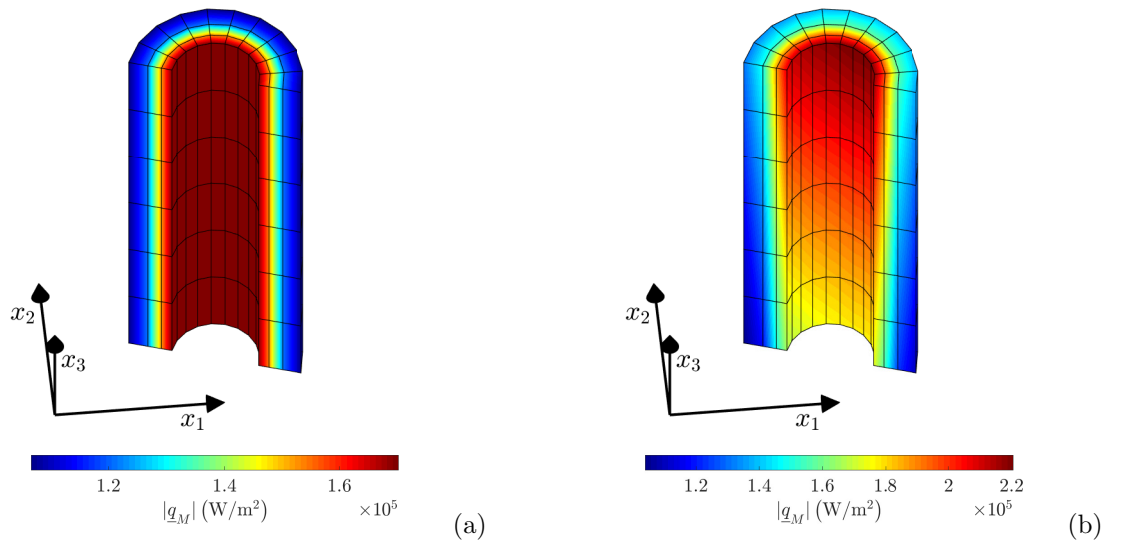 x₂ x₃ x₁
1.2 1.4 1.6
|q_M| (W/m²) ×10⁵
(a)
x₂ x₃ x₁
1.2 1.4 1.6 1.8 2 2.2
|q_M| (W/m²) ×10⁵
(b)